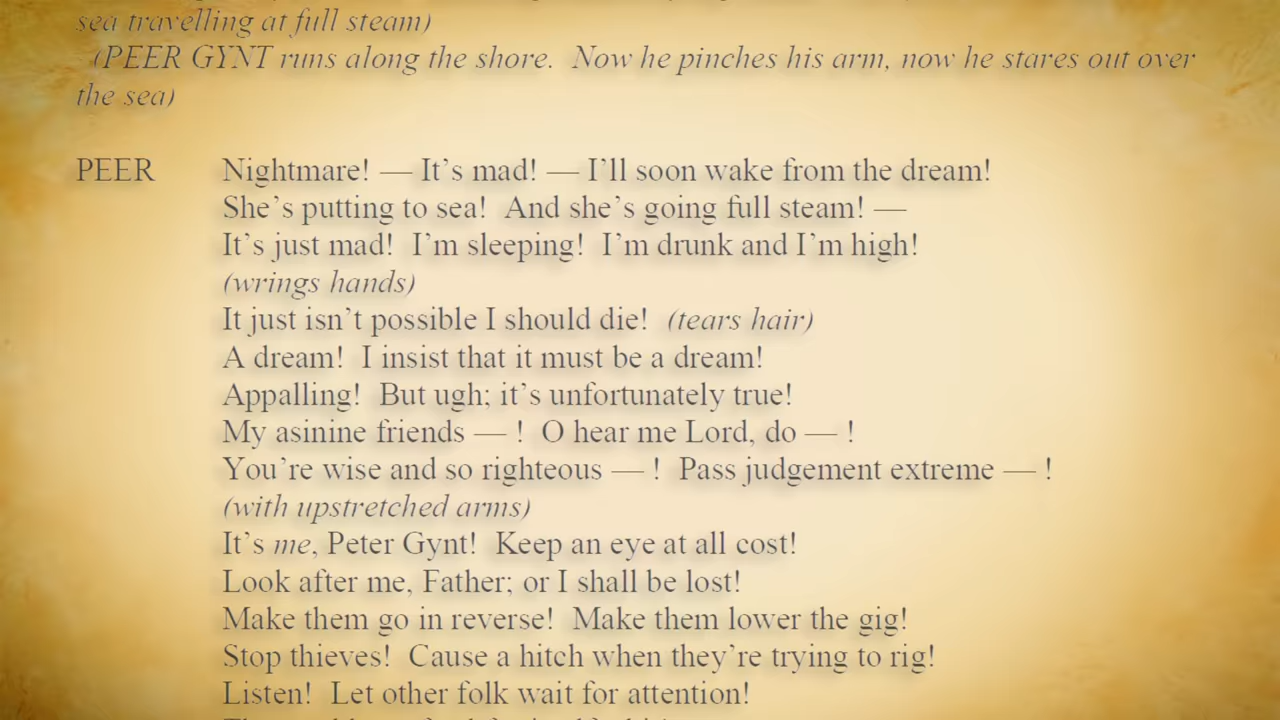 sea travelling at full steam)
(PEER GYNT runs along the shore. Now he pinches his arm, now he stares out over
the sea)
PEER Nightmare! — It's mad! — I'll soon wake from the dream!
She's putting to sea! And she's going full steam! —
It's just mad! I'm sleeping! I'm drunk and I'm high!
(wrings hands)
It just isn't possible I should die! (tears hair)
A dream! I insist that it must be a dream!
Appalling! But ugh; it's unfortunately true!
My asinine friends — ! O hear me Lord, do — !
You're wise and so righteous — ! Pass judgement extreme — !
(with upstretched arms)
It's me, Peter Gynt! Keep an eye at all cost!
Look after me, Father; or I shall be lost!
Make them go in reverse! Make them lower the gig!
Stop thieves! Cause a hitch when they're trying to rig!
Listen! Let other folk wait for attention!